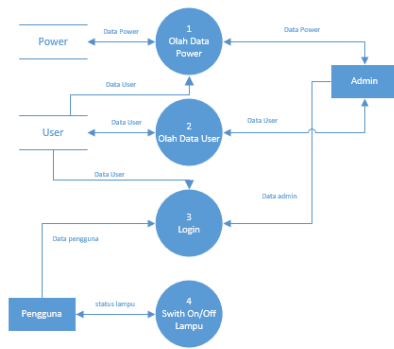 Power
Data Power
1
Olah Data
Power
Data Power
Admin
Data User
User
Data User
2
Olah Data User
Data User
Data User
3
Login
Data admin
Data pengguna
Pengguna
status lampu
4
Swith On/Off
Lampu